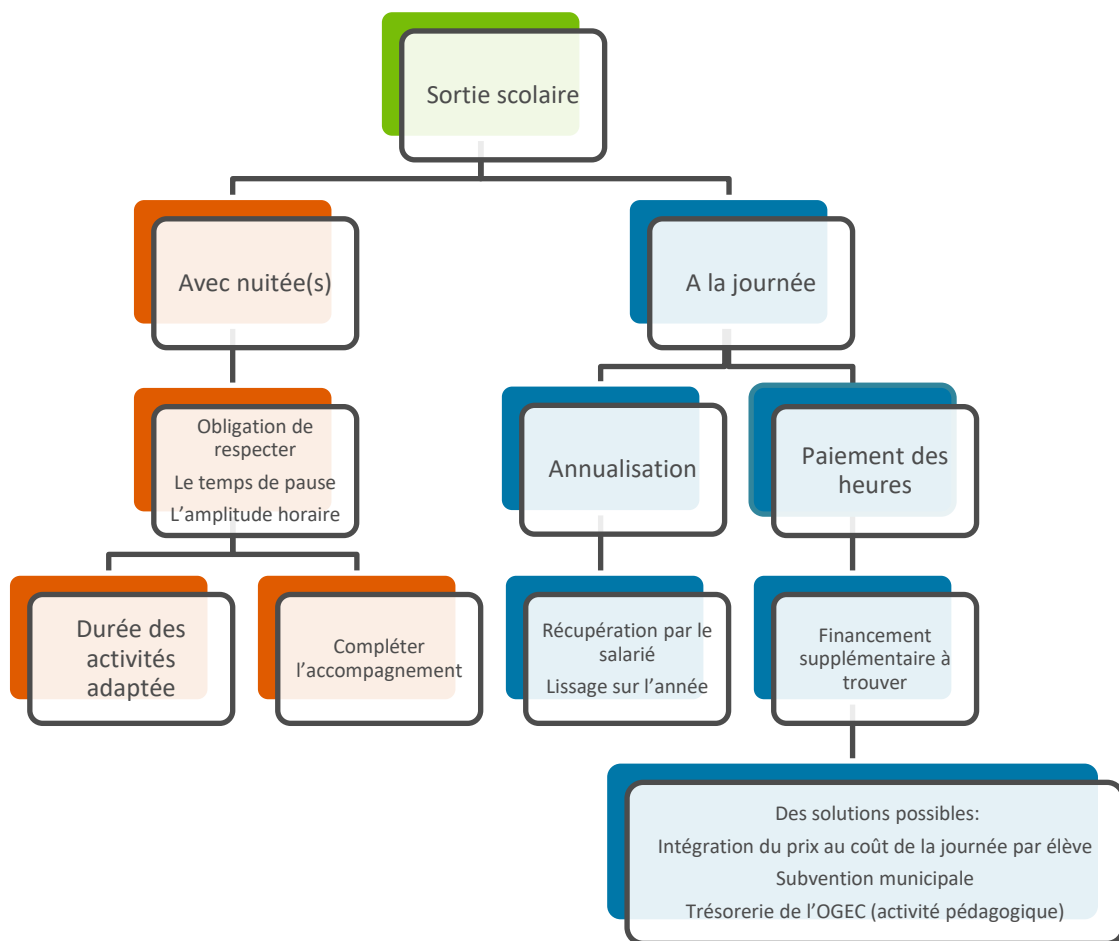 Sortie scolaire
Avec nuitée(s)
A la journée
Obligation de
respecter
Le temps de pause
L'amplitude horaire
Annualisation
Paiement des
heures
Durée des
activités
adaptée
Compléter
l'accompagnement
Récupération par le
salarié
Lissage sur l'année
Financement
supplémentaire à
trouver
Des solutions possibles:
Intégration du prix au coût de la journée par élève
Subvention municipale
Trésorerie de l'OGEC (activité pédagogique)